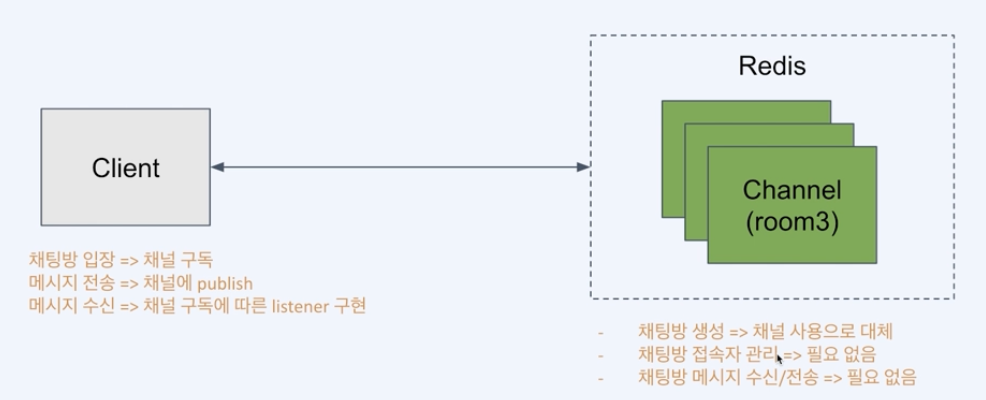 Redis
Client
Channel
(room3)
채팅방 입장 => 채널 구독
메시지 전송 => 채널에 publish
메시지 수신 => 채널 구독에 따른 listener 구현
- 채팅방 생성 => 채널 사용으로 대체
- 채팅방 접속자 관리 => 필요 없음
- 채팅방 메시지 수신/전송 => 필요 없음